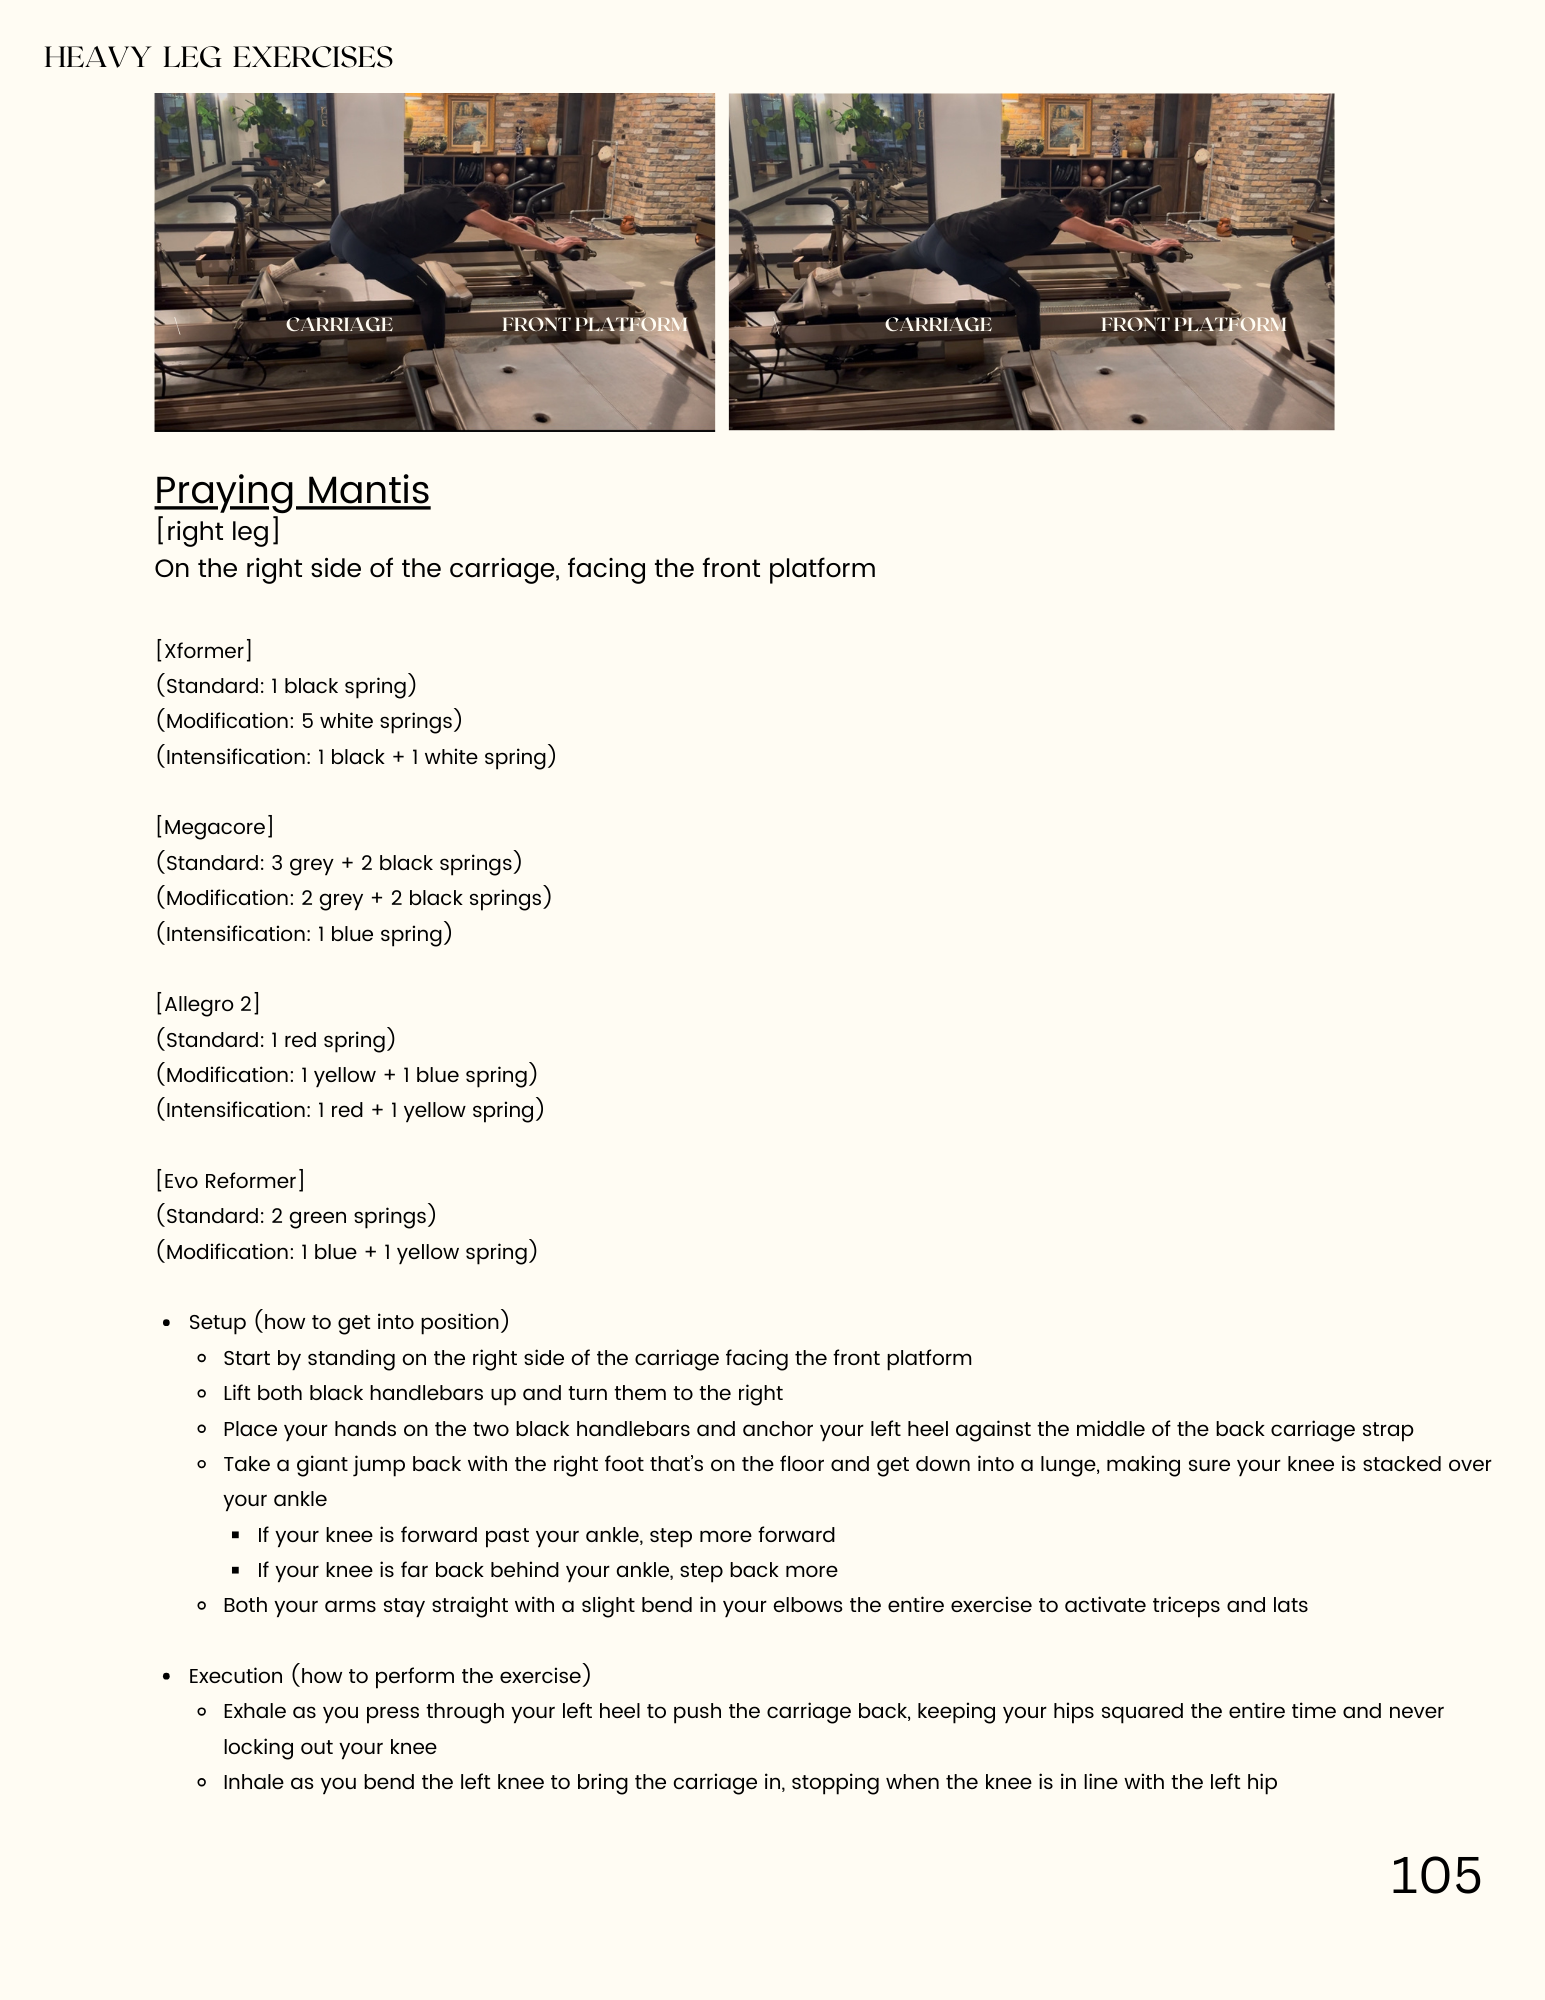 HEAVY LEG EXERCISES
CARRIAGE
FRONT PLATFORM
CARRIAGE
FRONT PLATFORM
Praying Mantis
[right leg]
On the right side of the carriage, facing the front platform
[Xformer]
(Standard: 1 black spring)
(Modification: 5 white springs)
(Intensification: 1 black + 1 white spring)
[Megacore]
(Standard: 3 grey + 2 black springs)
(Modification: 2 grey + 2 black springs)
(Intensification: 1 blue spring)
[Allegro 2]
(Standard: 1 red spring)
(Modification: 1 yellow + 1 blue spring)
(Intensification: 1 red + 1 yellow spring)
[Evo Reformer]
(Standard: 2 green springs)
(Modification: 1 blue + 1 yellow spring)
• Setup (how to get into position)
◦ Start by standing on the right side of the carriage facing the front platform
◦ Lift both black handlebars up and turn them to the right
◦ Place your hands on the two black handlebars and anchor your left heel against the middle of the back carriage strap
◦ Take a giant jump back with the right foot that's on the floor and get down into a lunge, making sure your knee is stacked over
your ankle
▪ If your knee is forward past your ankle, step more forward
▪ If your knee is far back behind your ankle, step back more
◦ Both your arms stay straight with a slight bend in your elbows the entire exercise to activate triceps and lats
• Execution (how to perform the exercise)
◦ Exhale as you press through your left heel to push the carriage back, keeping your hips squared the entire time and never
locking out your knee
◦ Inhale as you bend the left knee to bring the carriage in, stopping when the knee is in line with the left hip
105